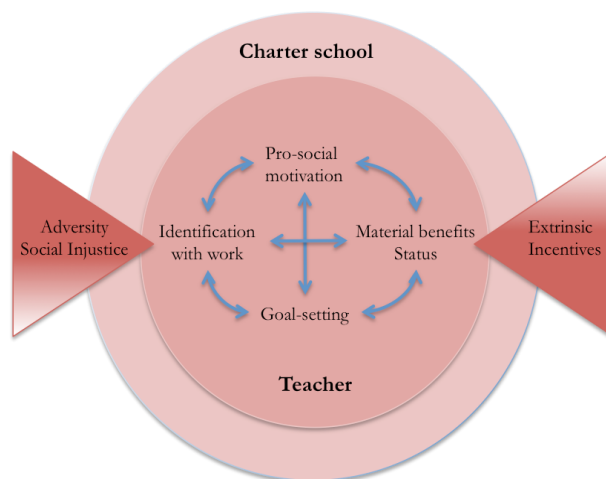 Charter school
Pro-social
motivation
Adversity
Social Injustice
Identification
with work
Material benefits
Status
Extrinsic
Incentives
Goal-setting
Teacher